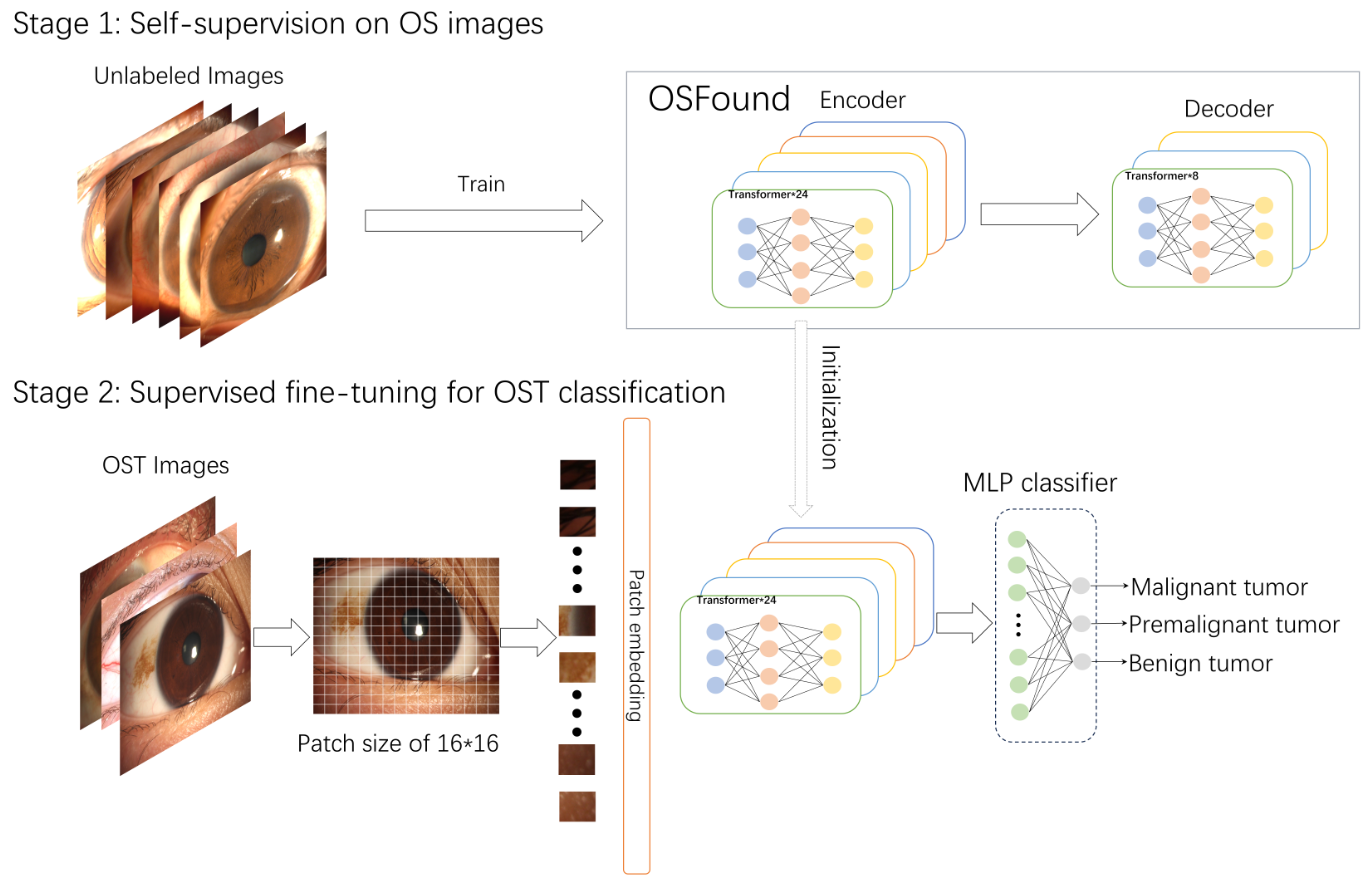 Stage 1: Self-supervision on OS images
Unlabeled Images
Train
OSFound
Encoder
Decoder
Transformer*24
Transformer*8
Initialization
Stage 2: Supervised fine-tuning for OST classification
OST Images
Patch size of 16*16
Patch embedding
Transformer*24
MLP classifier
Malignant tumor
Premalignant tumor
Benign tumor